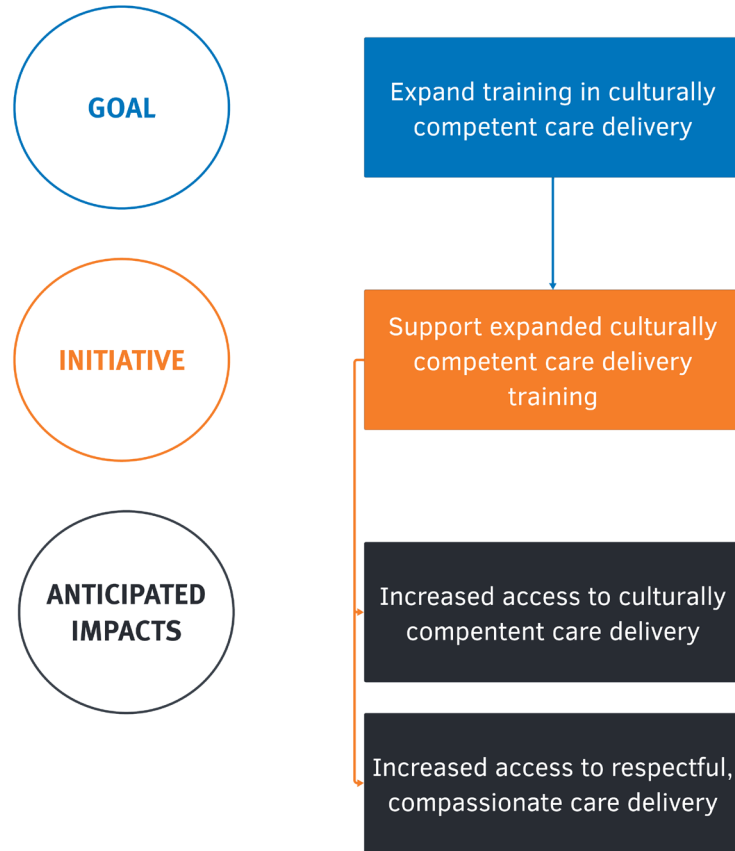 GOAL
Expand training in culturally
competent care delivery
INITIATIVE
Support expanded culturally
competent care delivery
training
ANTICIPATED
IMPACTS
Increased access to culturally
compentent care delivery
Increased access to respectful,
compassionate care delivery